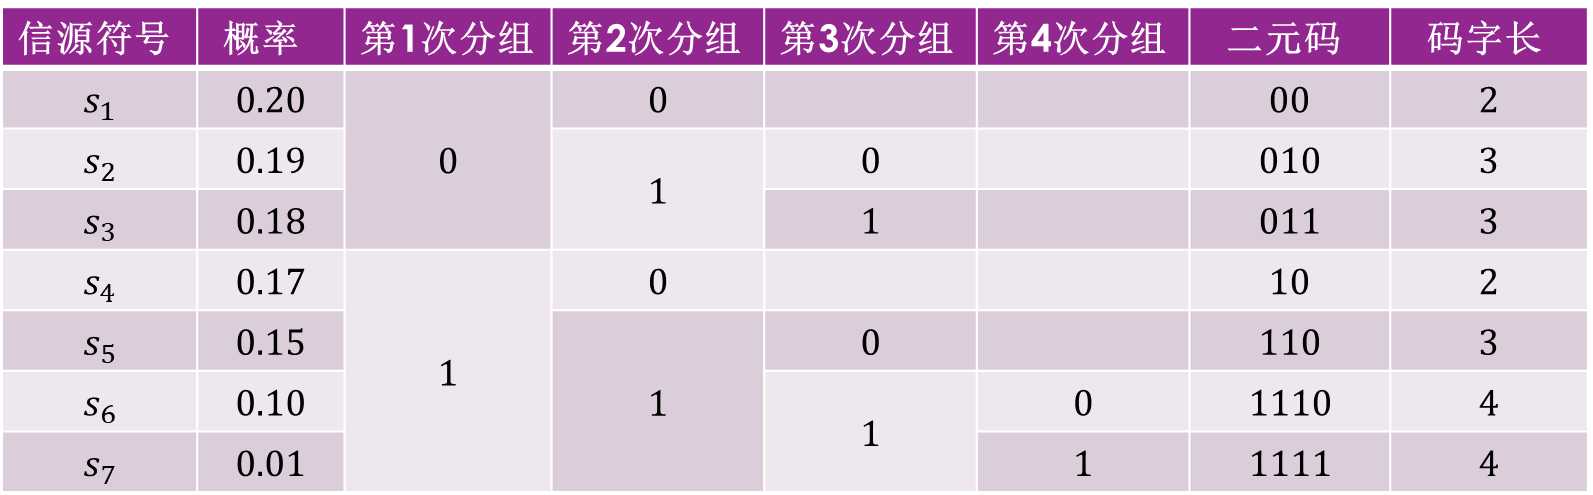 信源符号 概率 第1次分组 第2次分组 第3次分组 第4次分组 二元码 码字长
s₁ 0.20 0 00 2
s₂ 0.19 0 1 0 010 3
s₃ 0.18 1 011 3
s₄ 0.17 0 10 2
s₅ 0.15 1 0 110 3
s₆ 0.10 1 1 0 1110 4
s₇ 0.01 1 1111 4